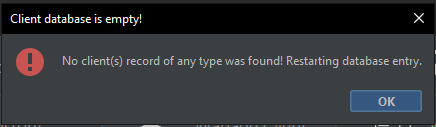 Client database is empty!
No client(s) record of any type was found! Restarting database entry.
OK